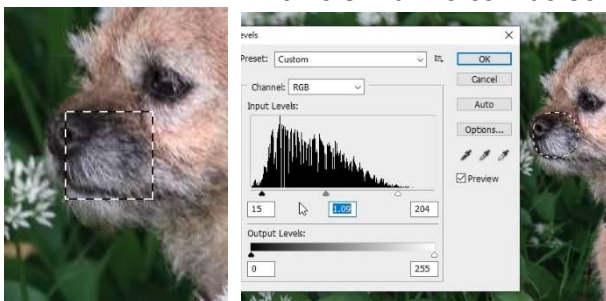 evels
Preset: Custom
OK
Cancel
Channel: RGB
Auto
Input Levels:
Options...
Preview
15
1.09
204
Output Levels:
0
255